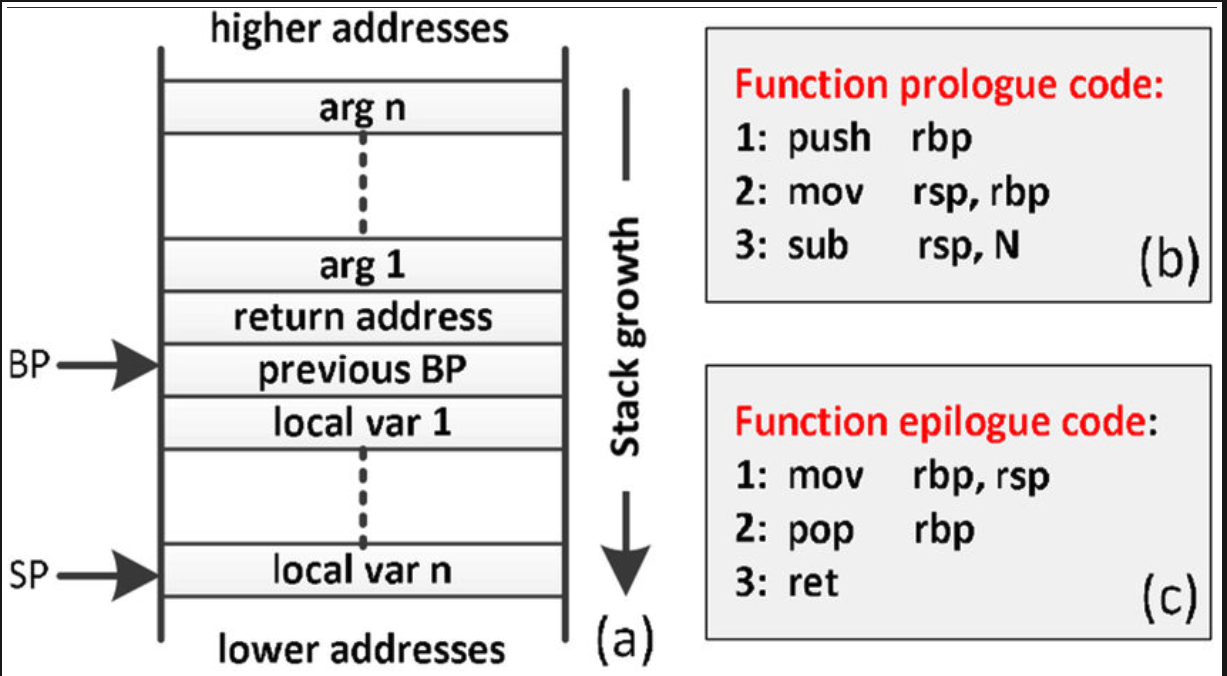 higher addresses
arg n
arg 1
return address
previous BP
local var 1
local var n
lower addresses
BP
SP
Stack growth
(a)
Function prologue code:
1: push rbp
2: mov rsp, rbp
3: sub rsp, N
(b)
Function epilogue code:
1: mov rbp, rsp
2: pop rbp
3: ret
(c)